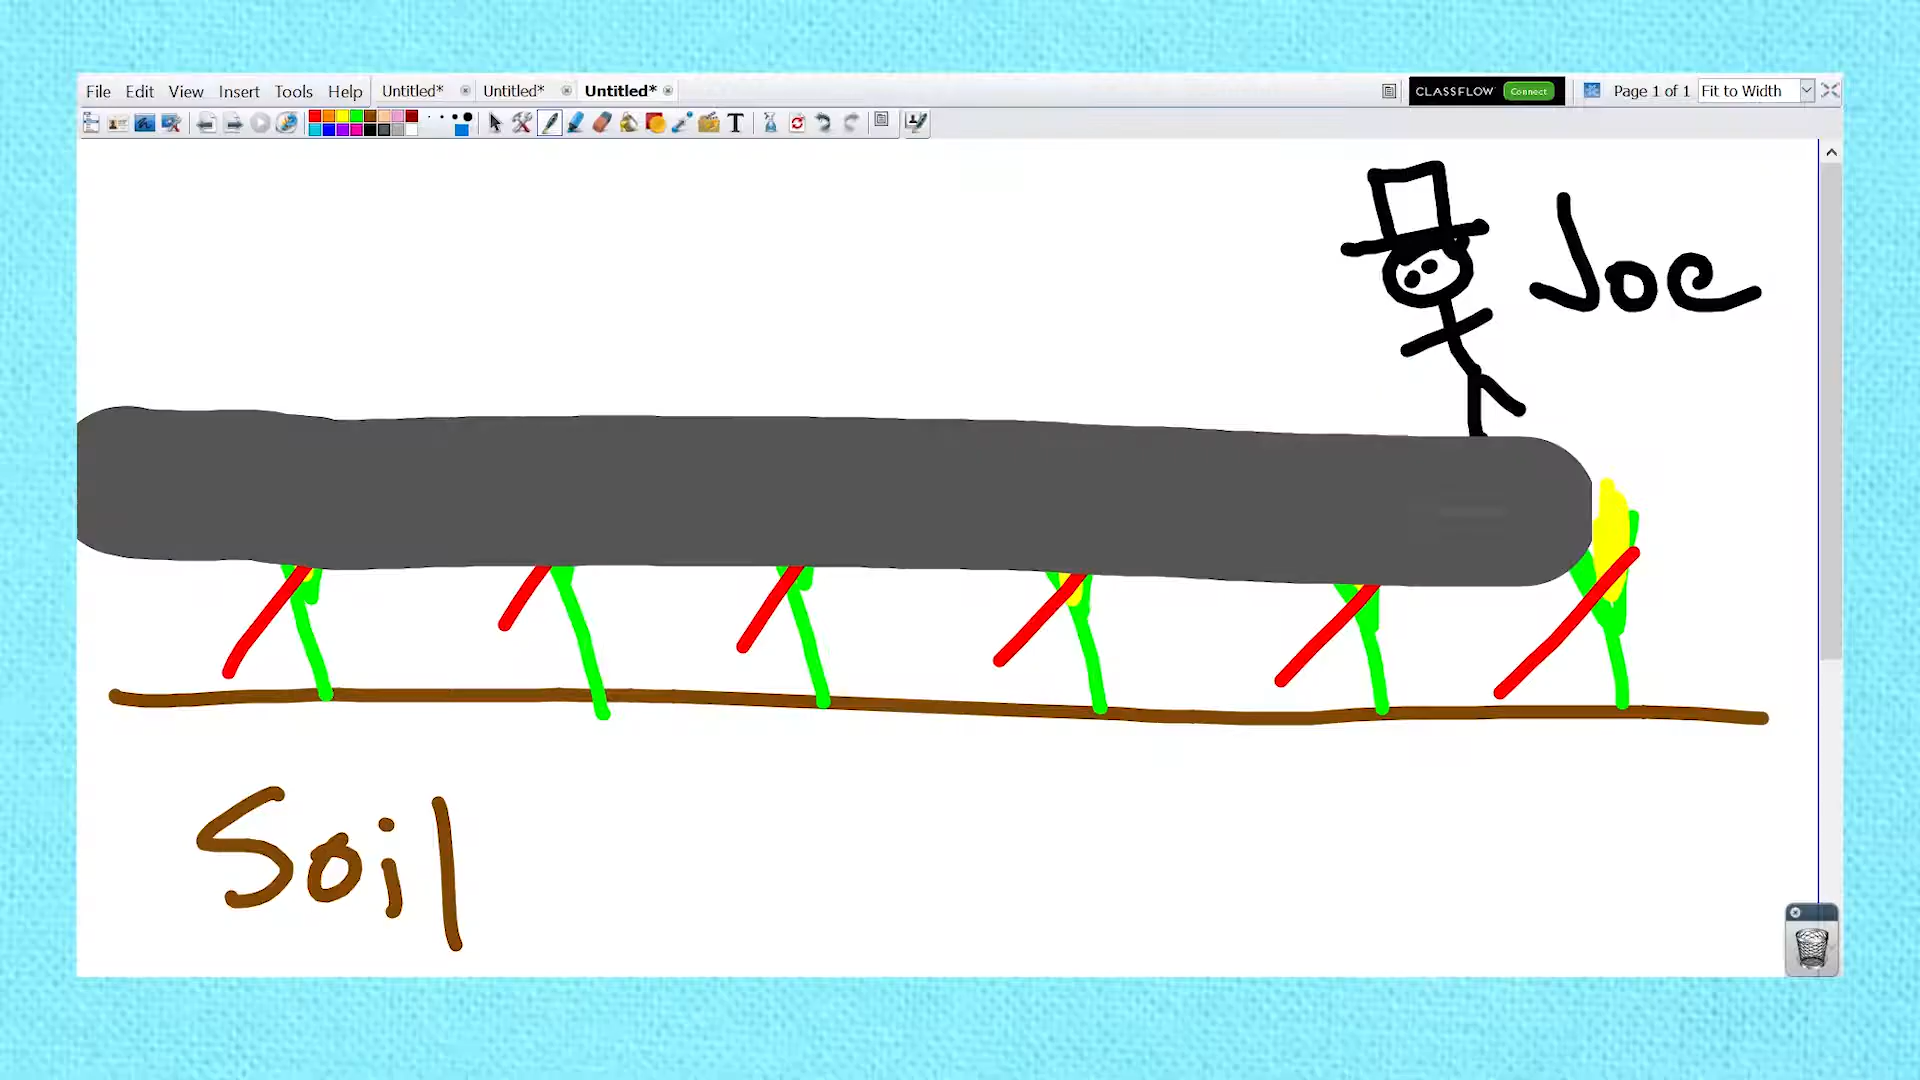 File Edit View Insert Tools Help Untitled* Untitled* Untitled* CLASSFLOW Connect Page 1 of 1 Fit to Width
T
Joe
Soil